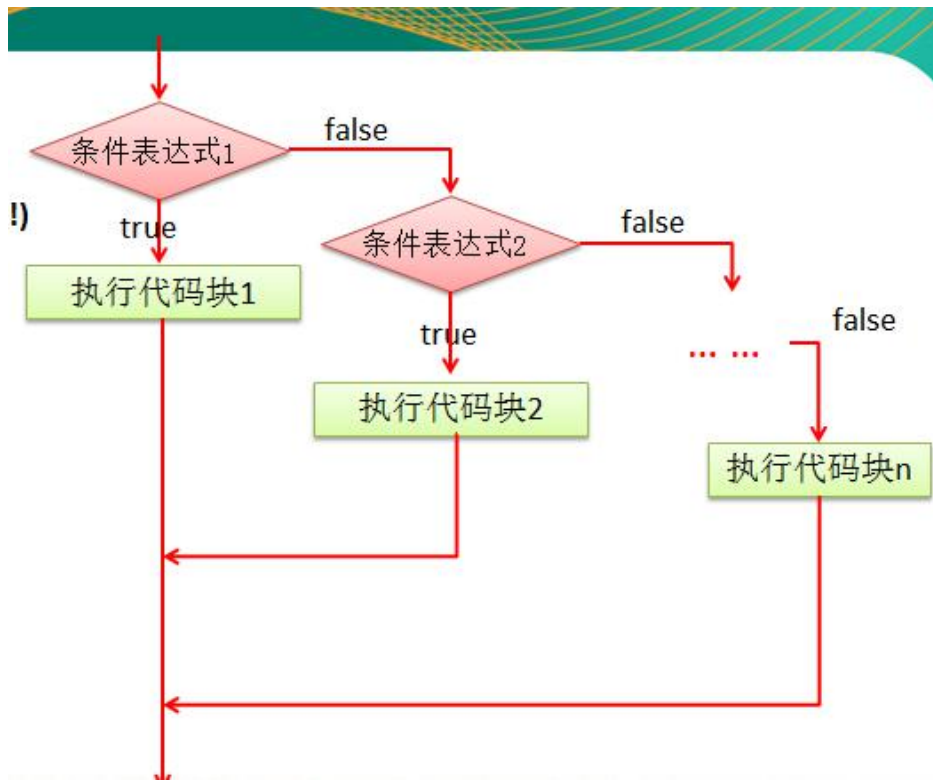 false
条件表达式1
!)
true
false
条件表达式2
执行代码块1
true
false
... ...
执行代码块2
执行代码块n